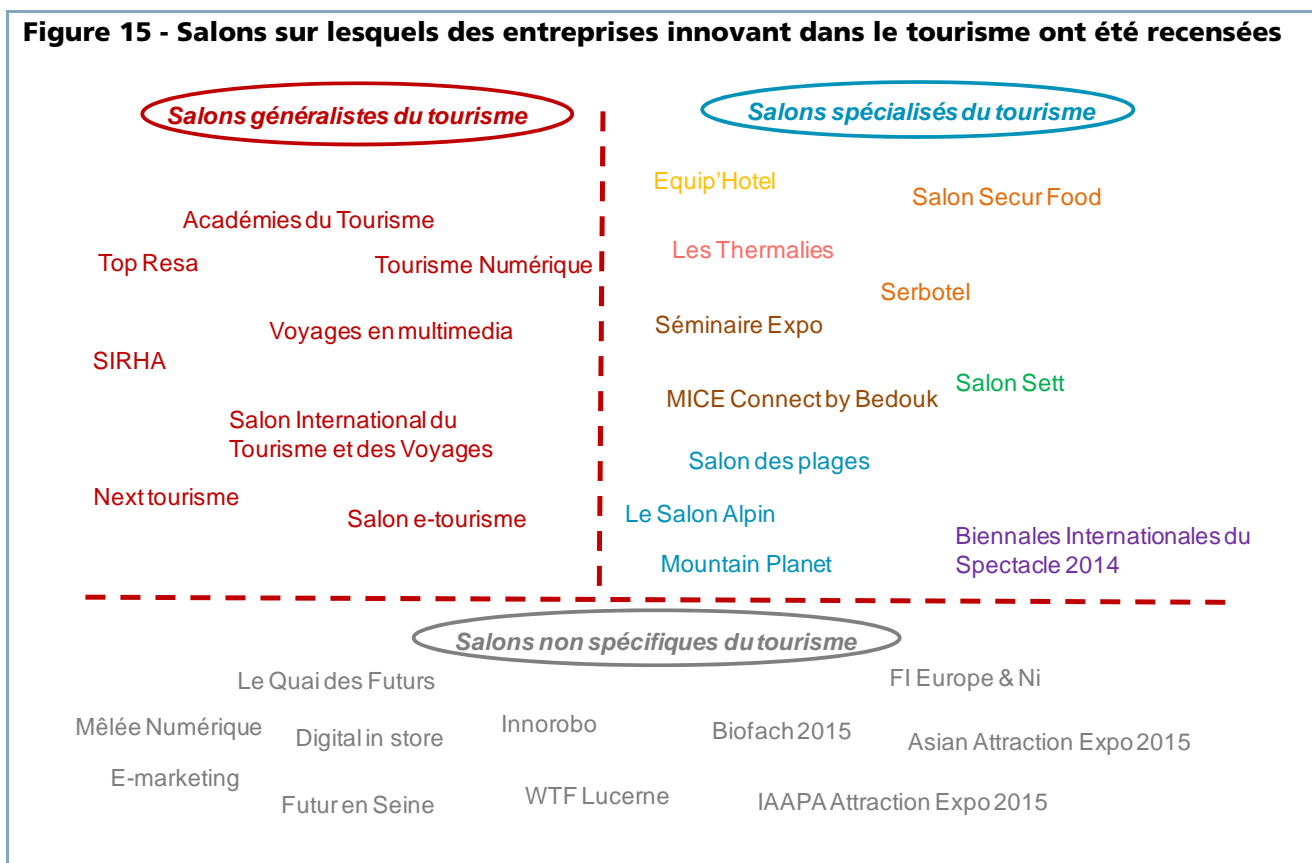 Figure 15 - Salons sur lesquels des entreprises innovant dans le tourisme ont été recensées
Salons généralistes du tourisme
Académies du Tourisme
Top Resa
Tourisme Numérique
Voyages en multimedia
SIRHA
Salon International du
Tourisme et des Voyages
Next tourisme
Salon e-tourisme
Salons spécialisés du tourisme
Equip'Hotel
Salon Secur Food
Les Thermalies
Serbotel
Séminaire Expo
Salon Sett
MICE Connect by Bedouk
Salon des plages
Le Salon Alpin
Biennales Internationales du
Spectacle 2014
Mountain Planet
Salons non spécifiques du tourisme
Le Quai des Futurs
FI Europe & Ni
Mêlée Numérique
Digital in store
Innorobo
Biofach 2015
Asian Attraction Expo 2015
E-marketing
Futur en Seine
WTF Lucerne
IAAPA Attraction Expo 2015